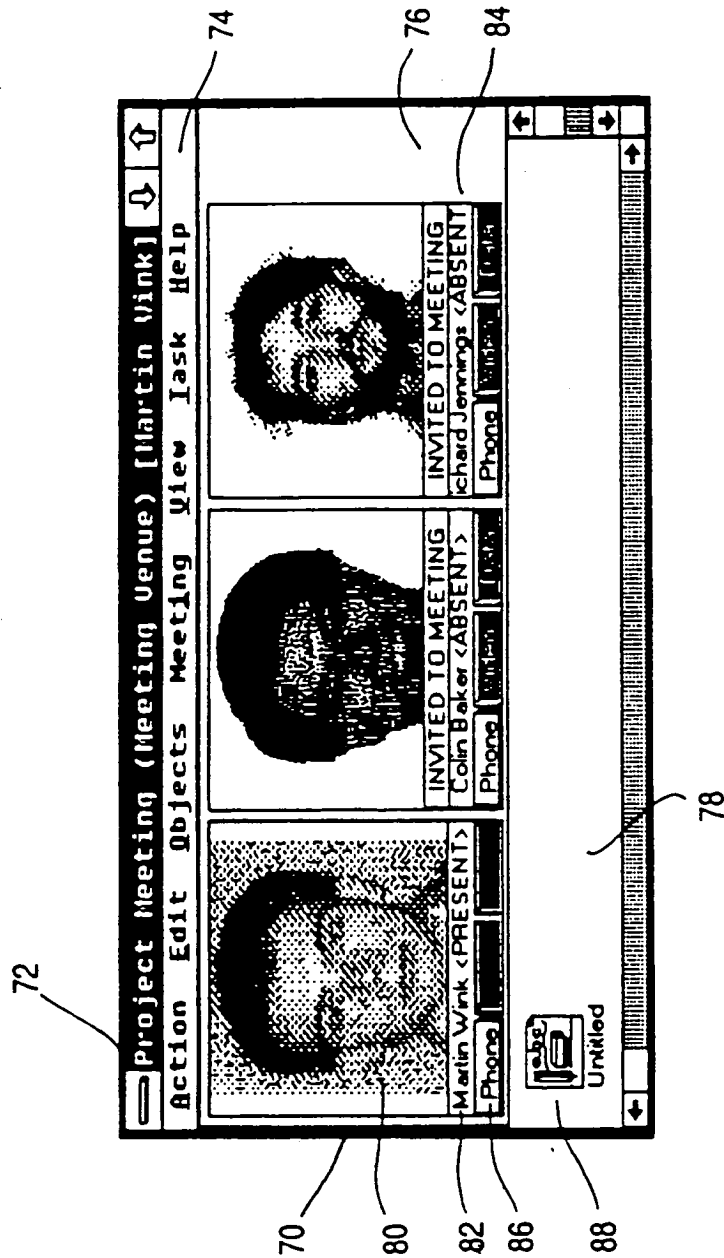 72
Project Meeting (Meeting Venue) [Martin Wink]
Action Edit Objects Meeting View Task Help
74
76
INVITED TO MEETING
INVITED TO MEETING
Martin Wink <PRESENT>
Colin Baker <ABSENT>
ichard Jennings <ABSENT
84
Phone
Phone
Phone
70
80
82
86
88
Untitled
78